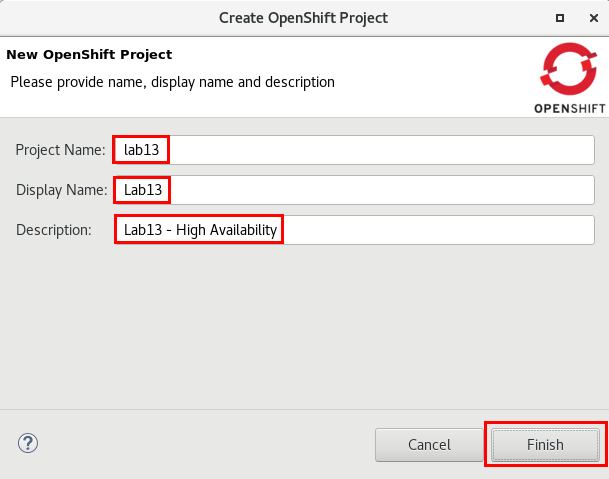 Create OpenShift Project
New OpenShift Project
Please provide name, display name and description
OPENSHIFT
Project Name: lab13
Display Name: Lab13
Description: Lab13 - High Availability
?
Cancel
Finish